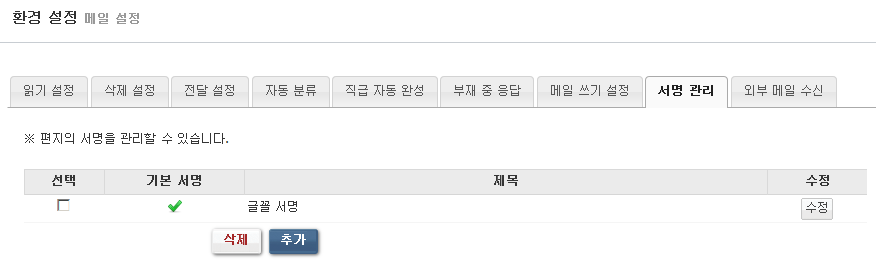 환경 설정 메일 설정
읽기 설정 삭제 설정 전달 설정 자동 분류 직급 자동 완성 부재 중 응답 메일 쓰기 설정 서명 관리 외부 메일 수신
※ 편지의 서명을 관리할 수 있습니다.
선택 기본 서명 제목 수정
글꼴 서명 수정
삭제 추가